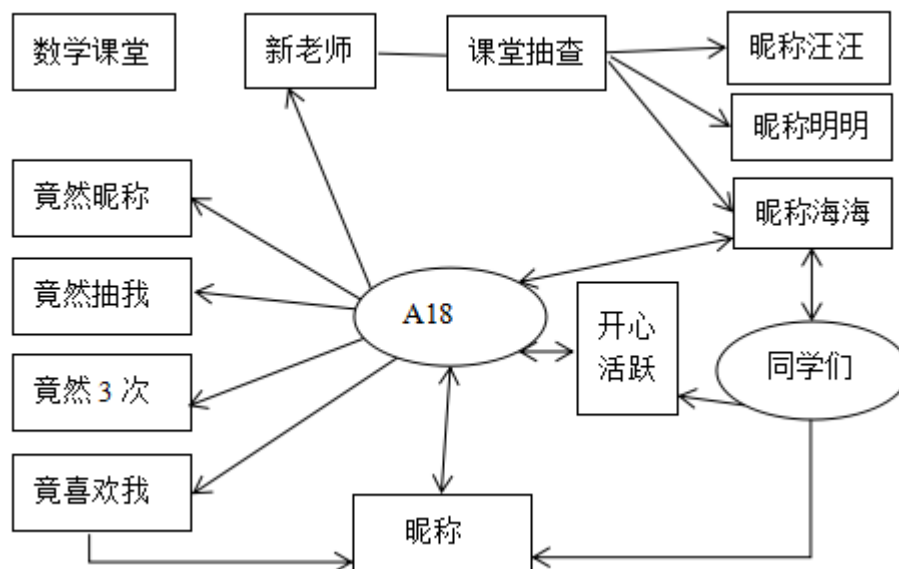 数学课堂
新老师
课堂抽查
昵称汪汪
昵称明明
竟然昵称
昵称海海
竟然抽我
A18
开心
活跃
同学们
竟然 3 次
竟喜欢我
昵称